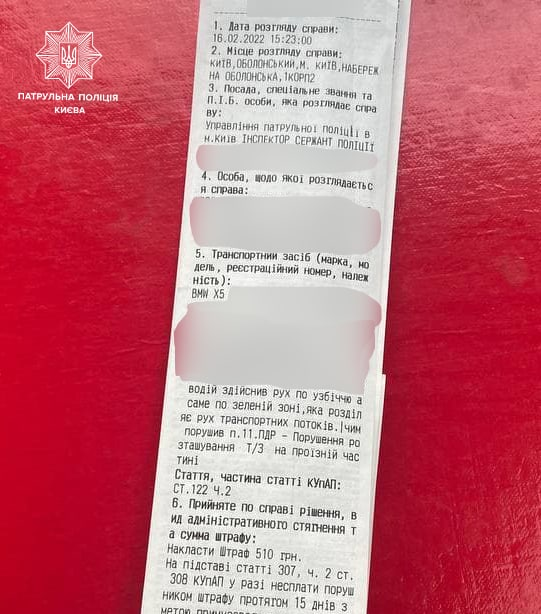 ПАТРУЛЬНА ПОЛІЦІЯ
КИЄВА
1. Дата розгляду справи:
16.02.2022 15:23:00
2. Місце розгляду справи:
КИЇВ,ОБОЛОНСЬКИЙ,М. КИЇВ,НАБЕРЕЖ
НА ОБОЛОНСЬКА,1КОРП2
3. Посада, спеціальне звання та
П.І.Б. особи, яка розглядає спра
ву:
Управління патрульної поліції в
м.Київ ІНСПЕКТОР СЕРЖАНТ ПОЛІЦІЇ
4. Особа, щодо якої розглядаєтьс
я справа:
5. Транспортний засіб (марка, мо
дель, реєстраційний номер, належ
ність):
BMW X5
водій здійснив рух по узбіччю а
саме по зеленій зоні,яка розділ
яє рух транспортних потоків.,чим
порушив п.11.ПДР - Порушення ро
зташування Т/З на проїзній час
тині
Стаття, частина статті КУпАП:
СТ.122 Ч.2
6. Прийняте по справі рішення, в
ид адміністративного стягнення т
а сума штрафу:
Накласти Штраф 510 грн.
На підставі статті 307, ч. 2 ст.
308 КУпАП у разі несплати поруш
ником штрафу протягом 15 днів з
метою